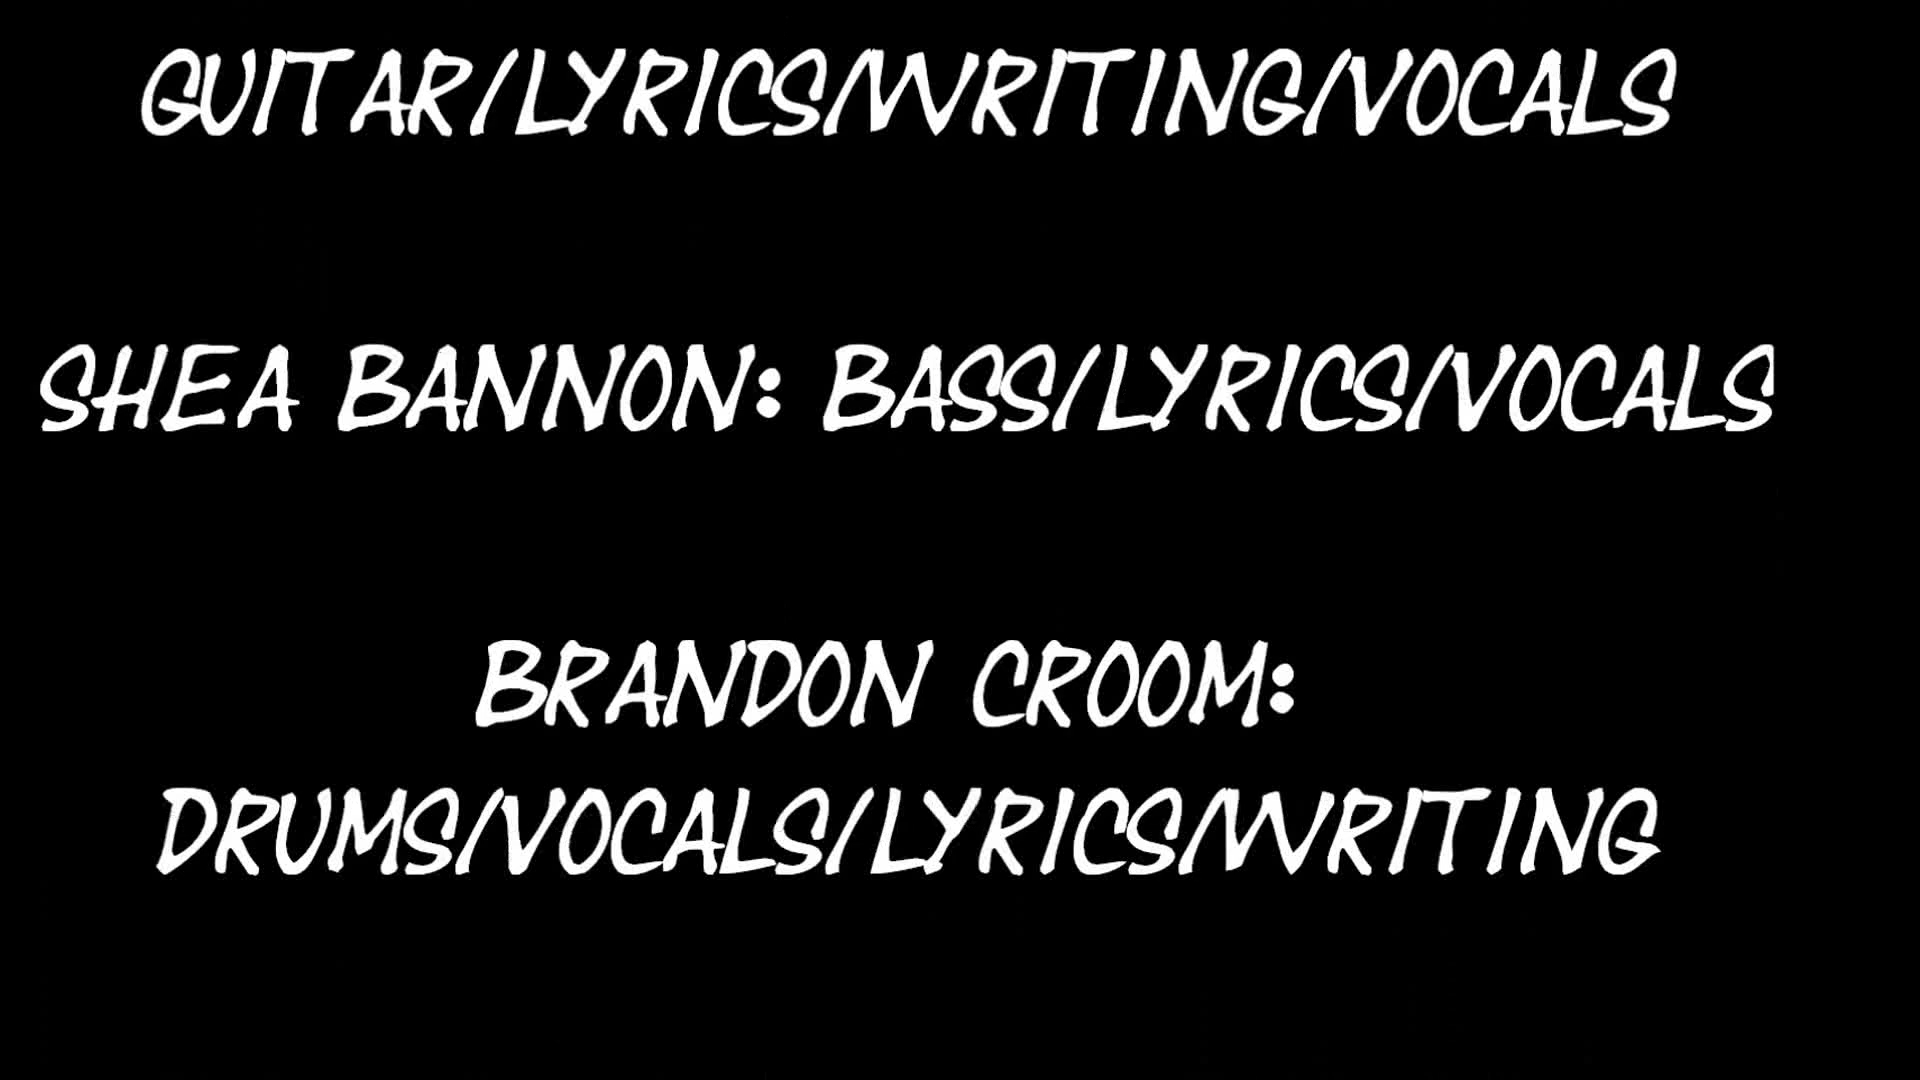 GUITAR/LYRICS/WRITING/VOCALS
SHEA BANNON: BASS/LYRICS/VOCALS
BRANDON CROOM:
DRUMS/VOCALS/LYRICS/WRITING